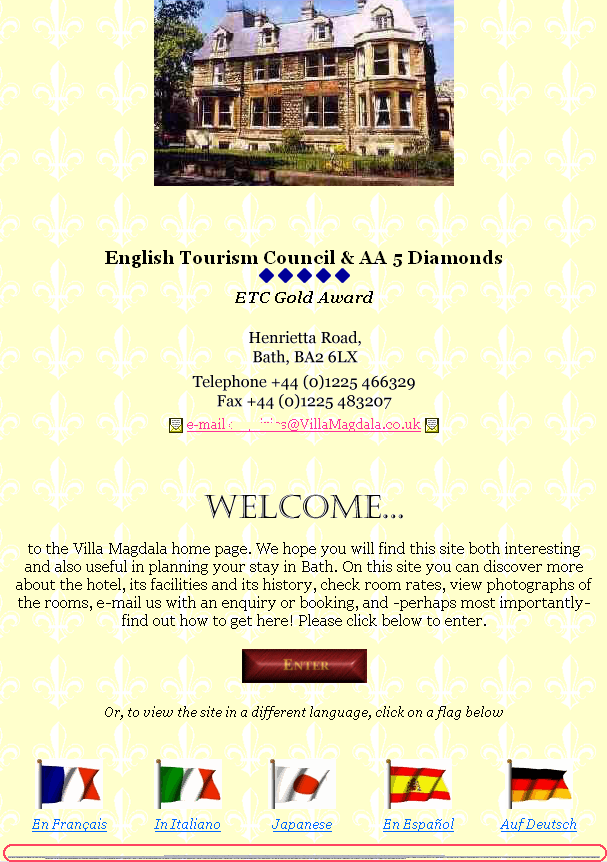 English Tourism Council & AA 5 Diamonds
ETC Gold Award
Henrietta Road,
Bath, BA2 6LX
Telephone +44 (0)1225 466329
Fax +44 (0)1225 483207
e-mail
WELCOME...
to the Villa Magdala home page. We hope you will find this site both interesting
and also useful in planning your stay in Bath. On this site you can discover more
about the hotel, its facilities and its history, check room rates, view photographs of
the rooms, e-mail us with an enquiry or booking, and -perhaps most importantly-
find out how to get here! Please click below to enter.
ENTER
Or, to view the site in a different language, click on a flag below
En Français In Italiano Japanese En Español Auf Deutsch